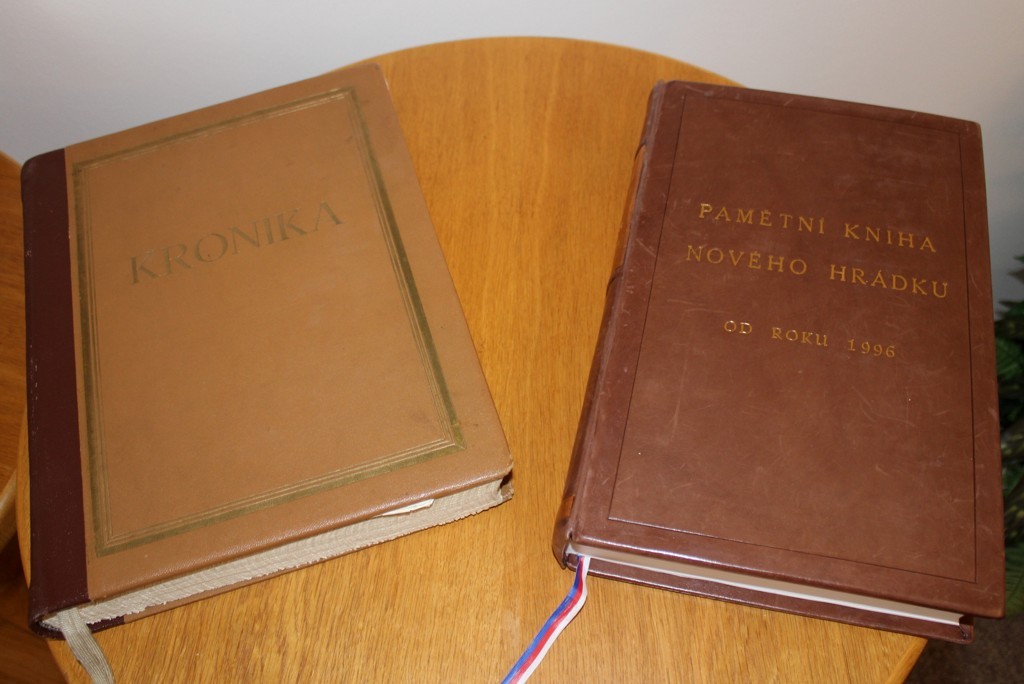 KRONIKA
PAMĚTNÍ KNIHA
NOVÉHO HRÁDKU
OD ROKU 1996